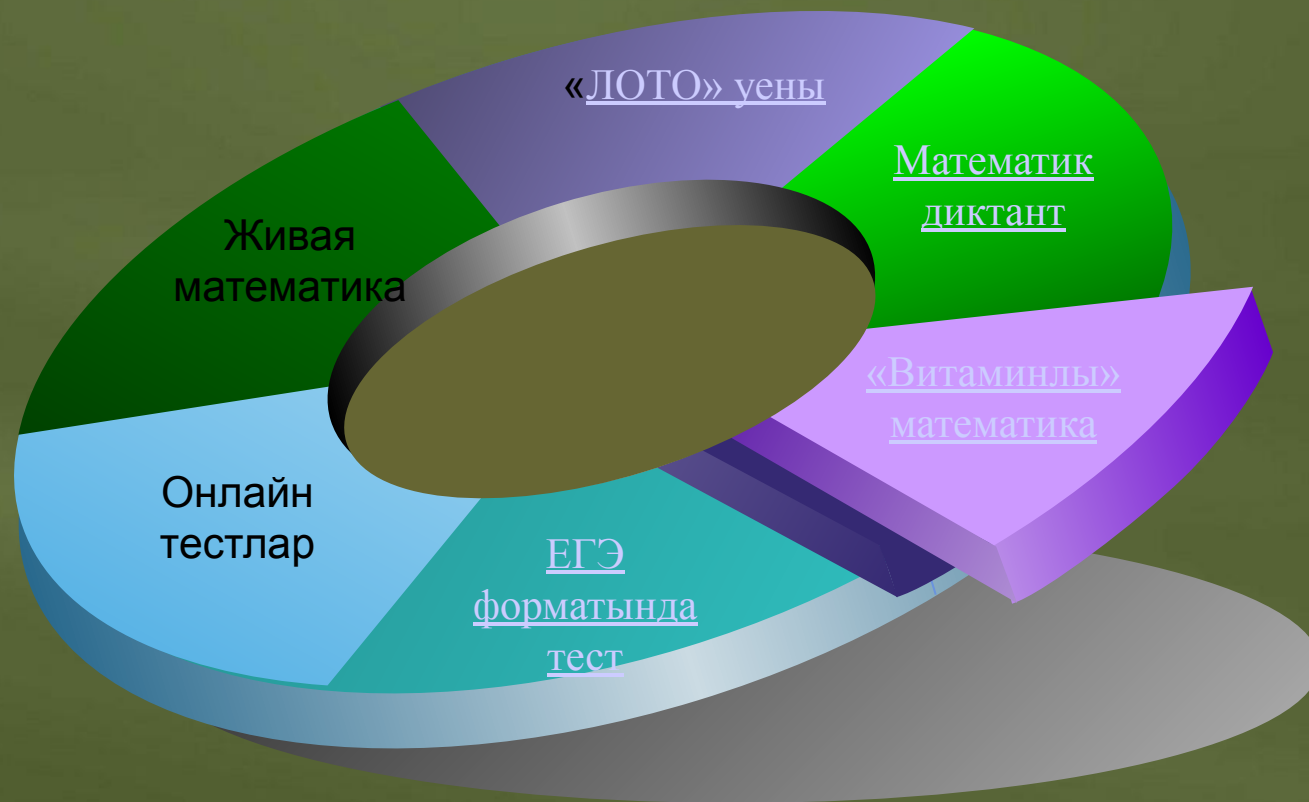 «ЛОТО» уены
Математик
диктант
Живая
математика
«Витаминлы»
математика
Онлайн
тестлар
ЕГЭ
форматында
тест